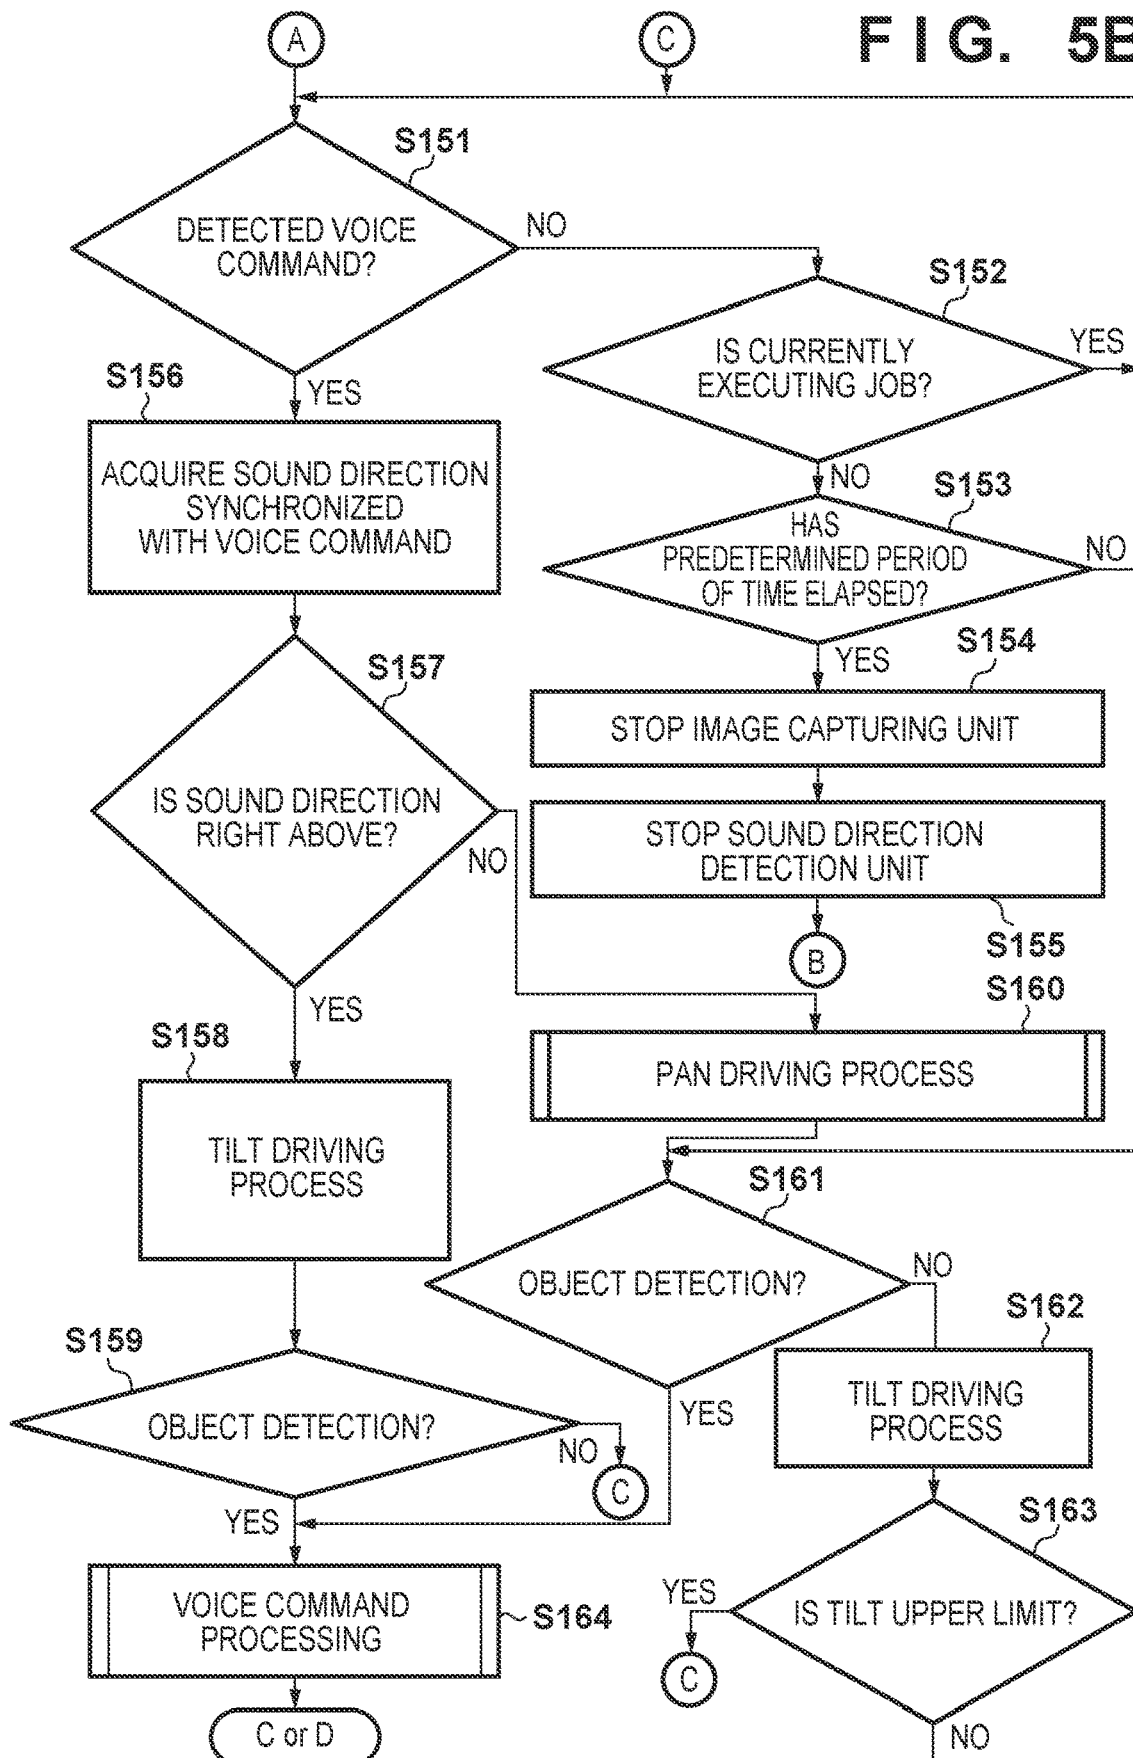 A
C
FIG. 5B
S151
DETECTED VOICE
COMMAND?
NO
YES
S152
IS CURRENTLY
EXECUTING JOB?
YES
NO
S156
ACQUIRE SOUND DIRECTION
SYNCHRONIZED
WITH VOICE COMMAND
S153
HAS
PREDETERMINED PERIOD
OF TIME ELAPSED?
NO
YES
S154
STOP IMAGE CAPTURING UNIT
S157
IS SOUND DIRECTION
RIGHT ABOVE?
NO
YES
STOP SOUND DIRECTION
DETECTION UNIT
S155
B
S160
PAN DRIVING PROCESS
S158
TILT DRIVING
PROCESS
S161
OBJECT DETECTION?
NO
YES
S162
TILT DRIVING
PROCESS
S159
OBJECT DETECTION?
NO
C
YES
S163
IS TILT UPPER LIMIT?
YES
C
NO
VOICE COMMAND
PROCESSING
S164
C or D